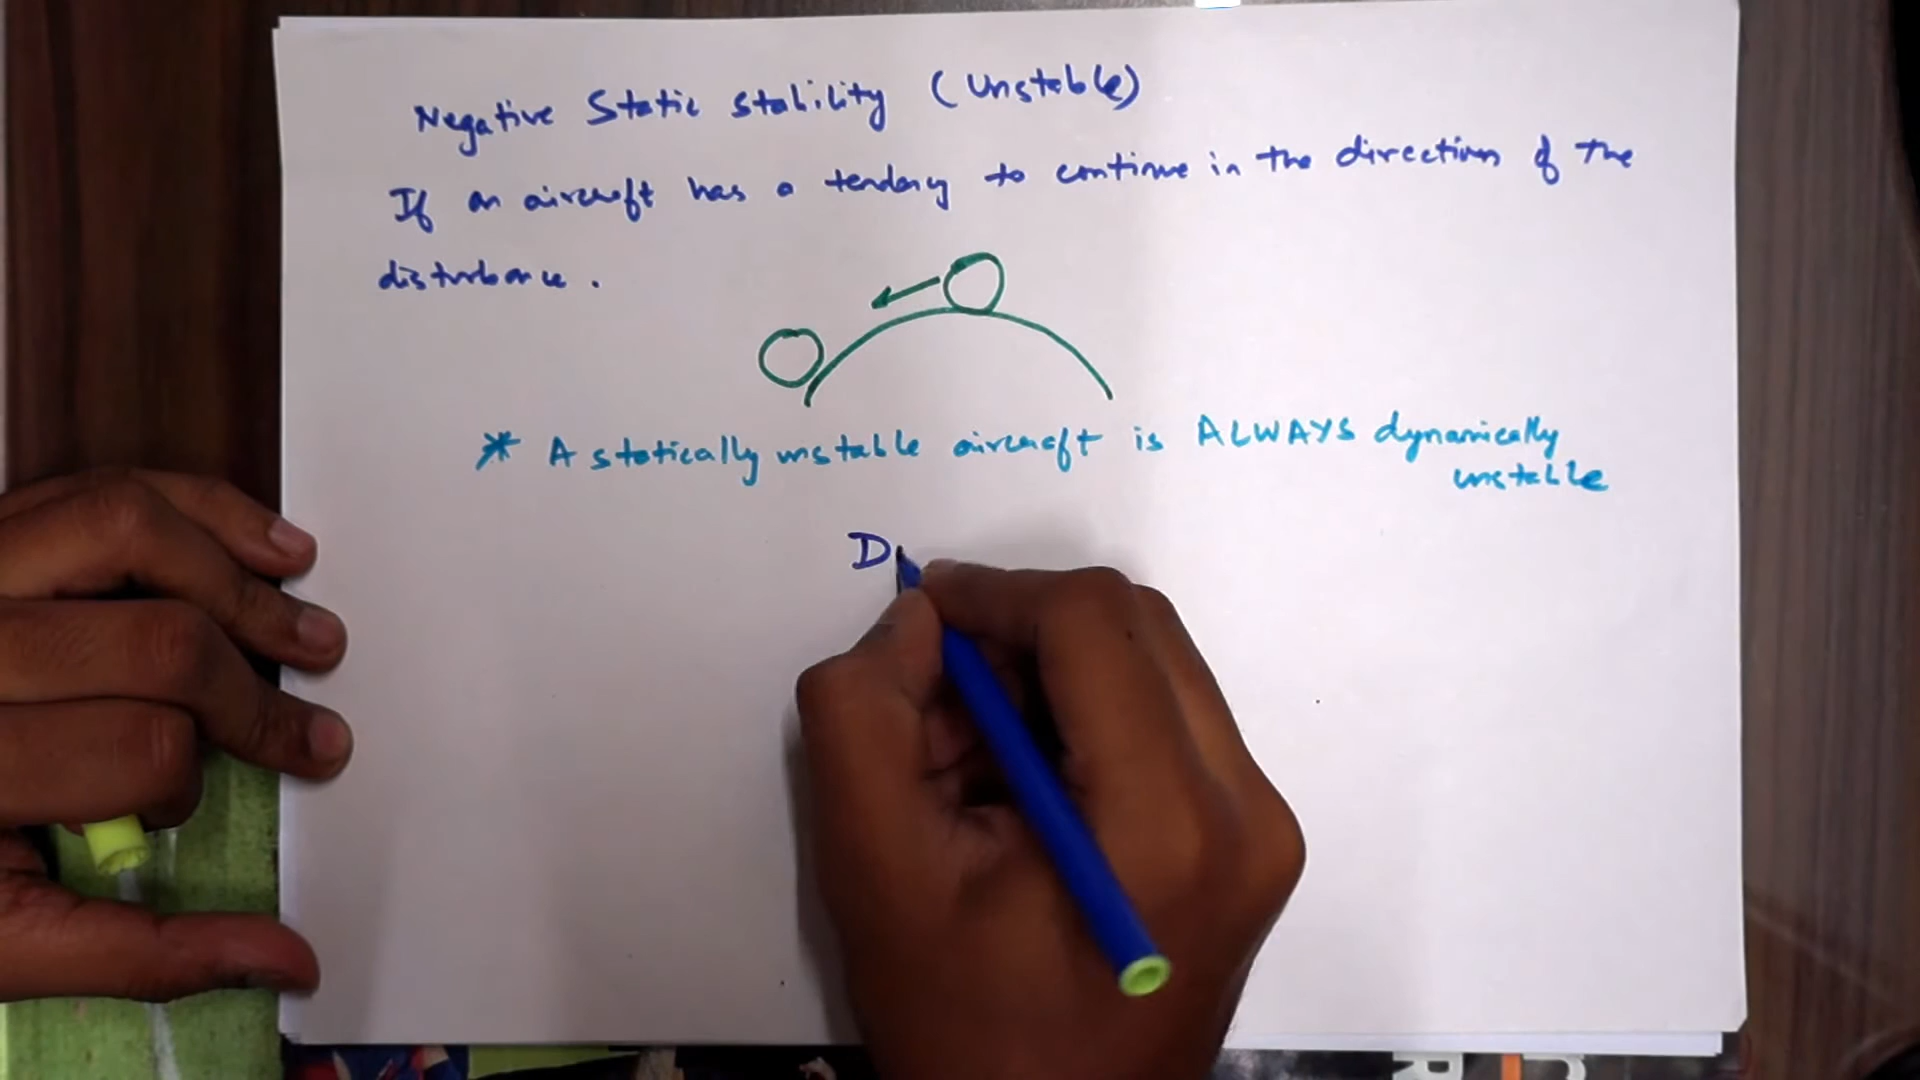 Negative Static stability (Unstable)
If an aircraft has a tendency to continue in the direction of the
disturbance.
* A statically unstable aircraft is ALWAYS dynamically
unstable
D